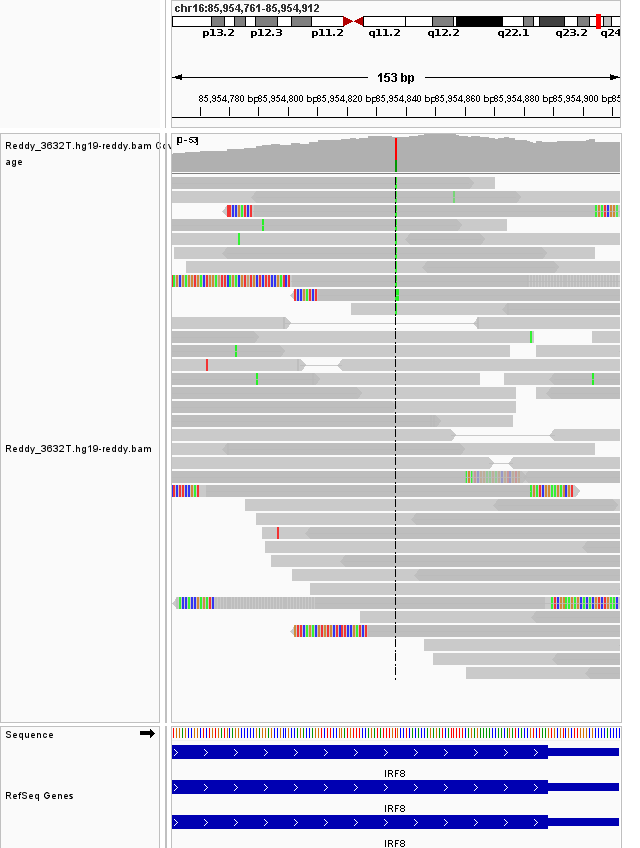 chr16:85,954,761-85,954,912
p13.2 p12.3 p11.2 q11.2 q12.2 q22.1 q23.2 q24
153 bp
85,954,780 bp 85,954,800 bp 85,954,820 bp 85,954,840 bp 85,954,860 bp 85,954,880 bp 85,954,900 bp 85
Reddy_3632T.hg19-reddy.bam Cov
age
[0-53]
Reddy_3632T.hg19-reddy.bam
Sequence
IRF8
RefSeq Genes
IRF8
IRF8